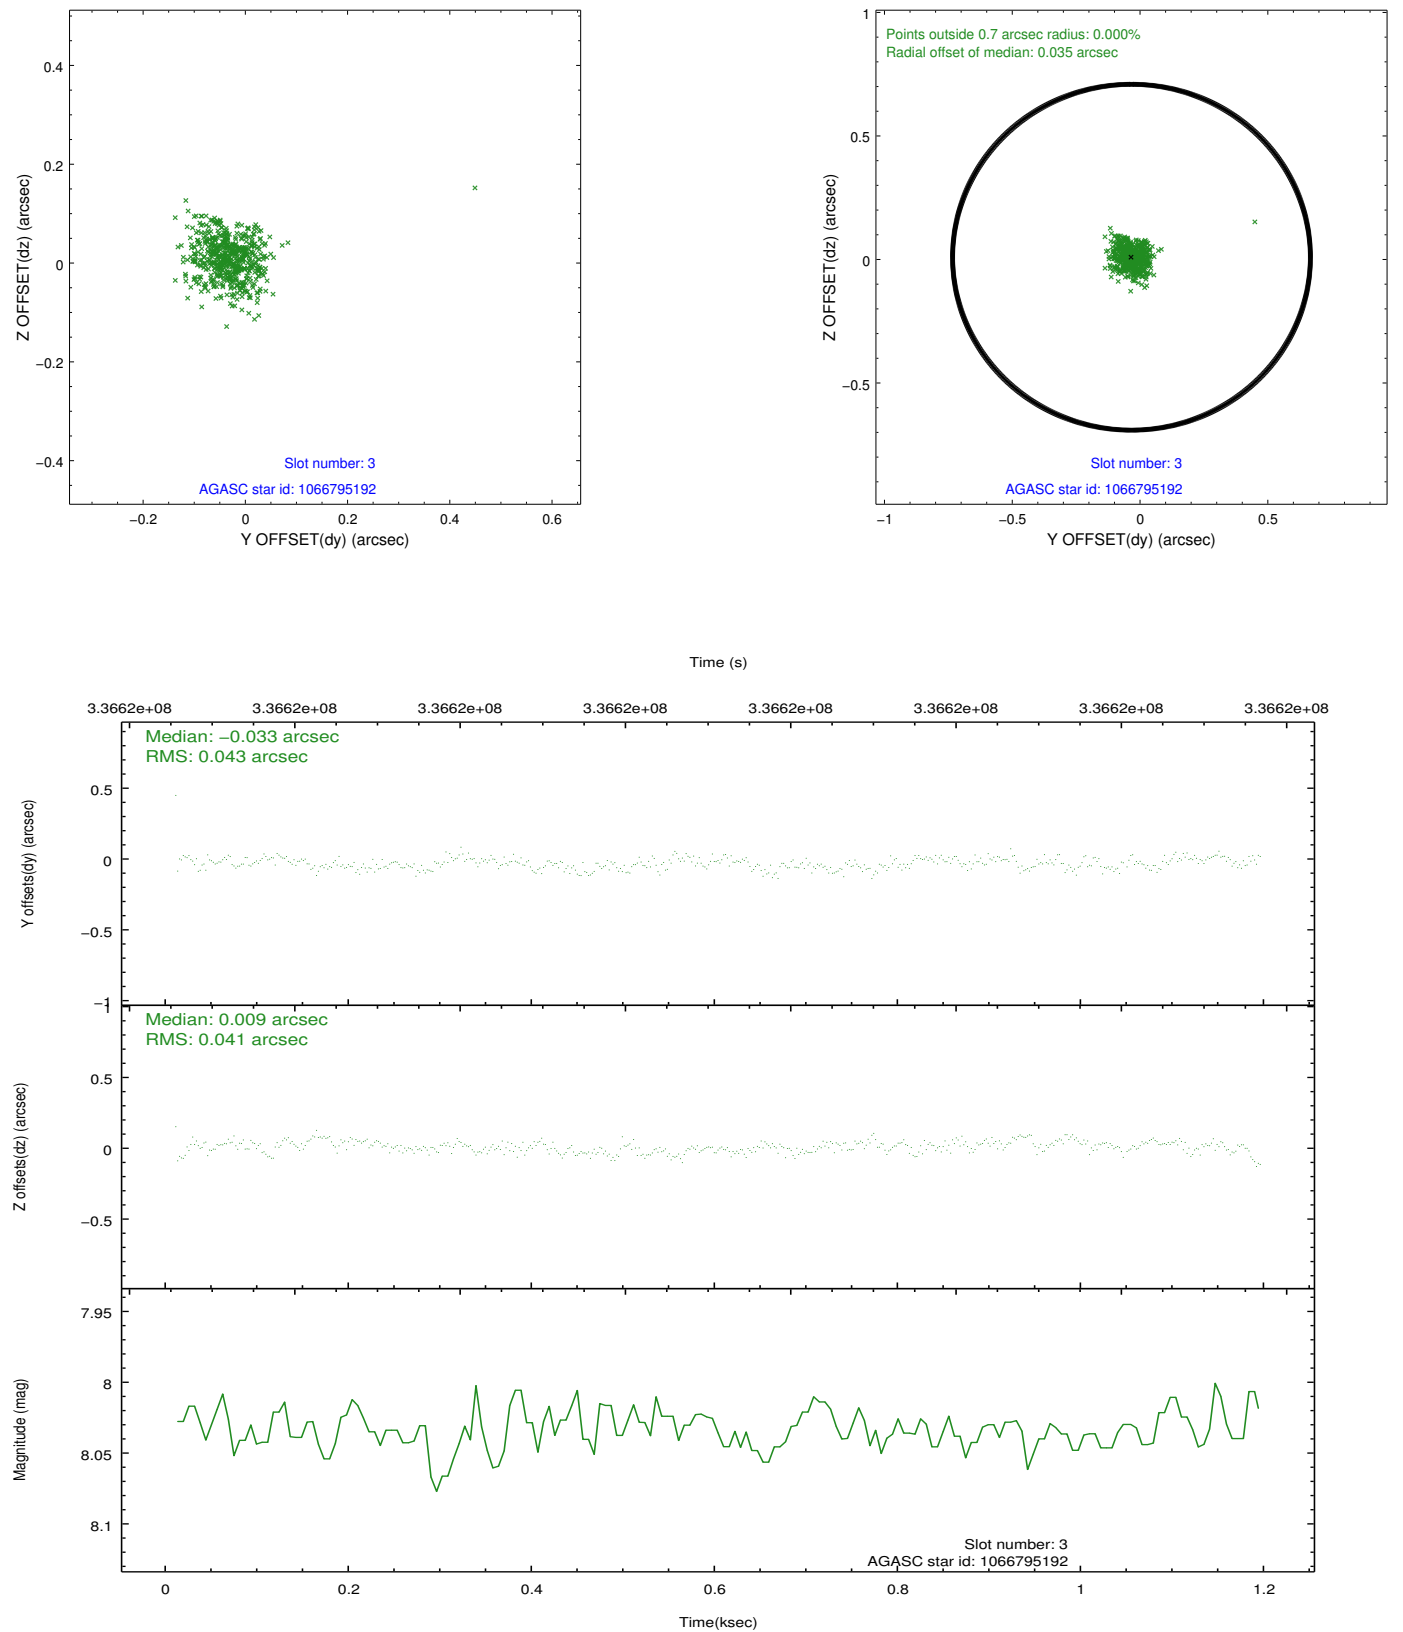 0.4
0.2
0
−0.2
−0.4
Z OFFSET(dz) (arcsec)
Slot number: 3
AGASC star id: 1066795192
−0.2 0 0.2 0.4 0.6
Y OFFSET(dy) (arcsec)
Points outside 0.7 arcsec radius: 0.000%
Radial offset of median: 0.035 arcsec
1
0.5
0
−0.5
Z OFFSET(dz) (arcsec)
Slot number: 3
AGASC star id: 1066795192
−1 −0.5 0 0.5
Y OFFSET(dy) (arcsec)
Time (s)
3.3662e+08 3.3662e+08 3.3662e+08 3.3662e+08 3.3662e+08 3.3662e+08 3.3662e+08 3.3662e+08
Median: −0.033 arcsec
RMS: 0.043 arcsec
0.5
0
−0.5
−1
Y offsets(dy) (arcsec)
1
Median: 0.009 arcsec
RMS: 0.041 arcsec
0.5
0
−0.5
Z offsets(dz) (arcsec)
7.95
8
8.05
8.1
Magnitude (mag)
Slot number: 3
AGASC star id: 1066795192
0 0.2 0.4 0.6 0.8 1 1.2
Time(ksec)